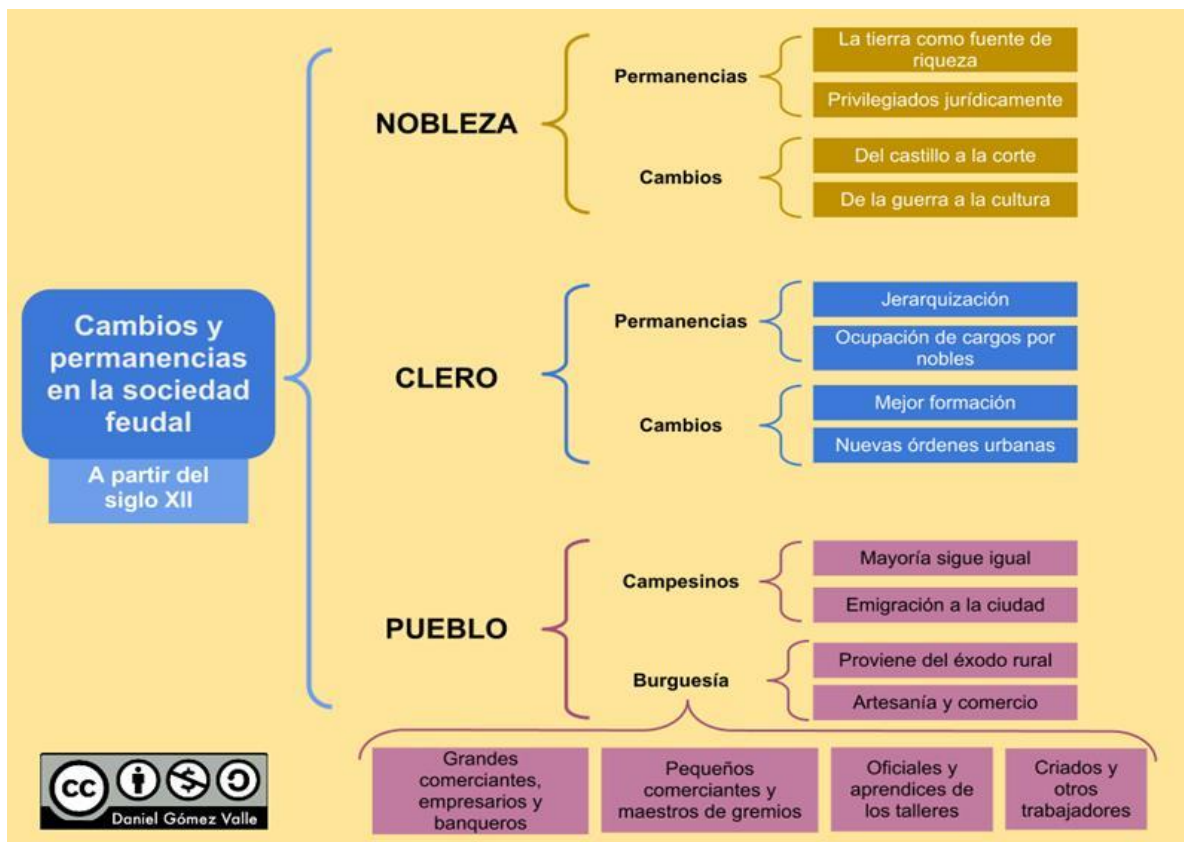 Cambios y
permanencias
en la sociedad
feudal
A partir del
siglo XII
NOBLEZA
Permanencias
La tierra como fuente de
riqueza
Privilegiados jurídicamente
Cambios
Del castillo a la corte
De la guerra a la cultura
CLERO
Permanencias
Jerarquización
Ocupación de cargos por
nobles
Cambios
Mejor formación
Nuevas órdenes urbanas
PUEBLO
Campesinos
Mayoría sigue igual
Emigración a la ciudad
Burguesía
Proviene del éxodo rural
Artesanía y comercio
Grandes
comerciantes,
empresarios y
banqueros
Pequeños
comerciantes y
maestros de gremios
Oficiales y
aprendices de
los talleres
Criados y
otros
trabajadores
cc
Daniel Gómez Valle